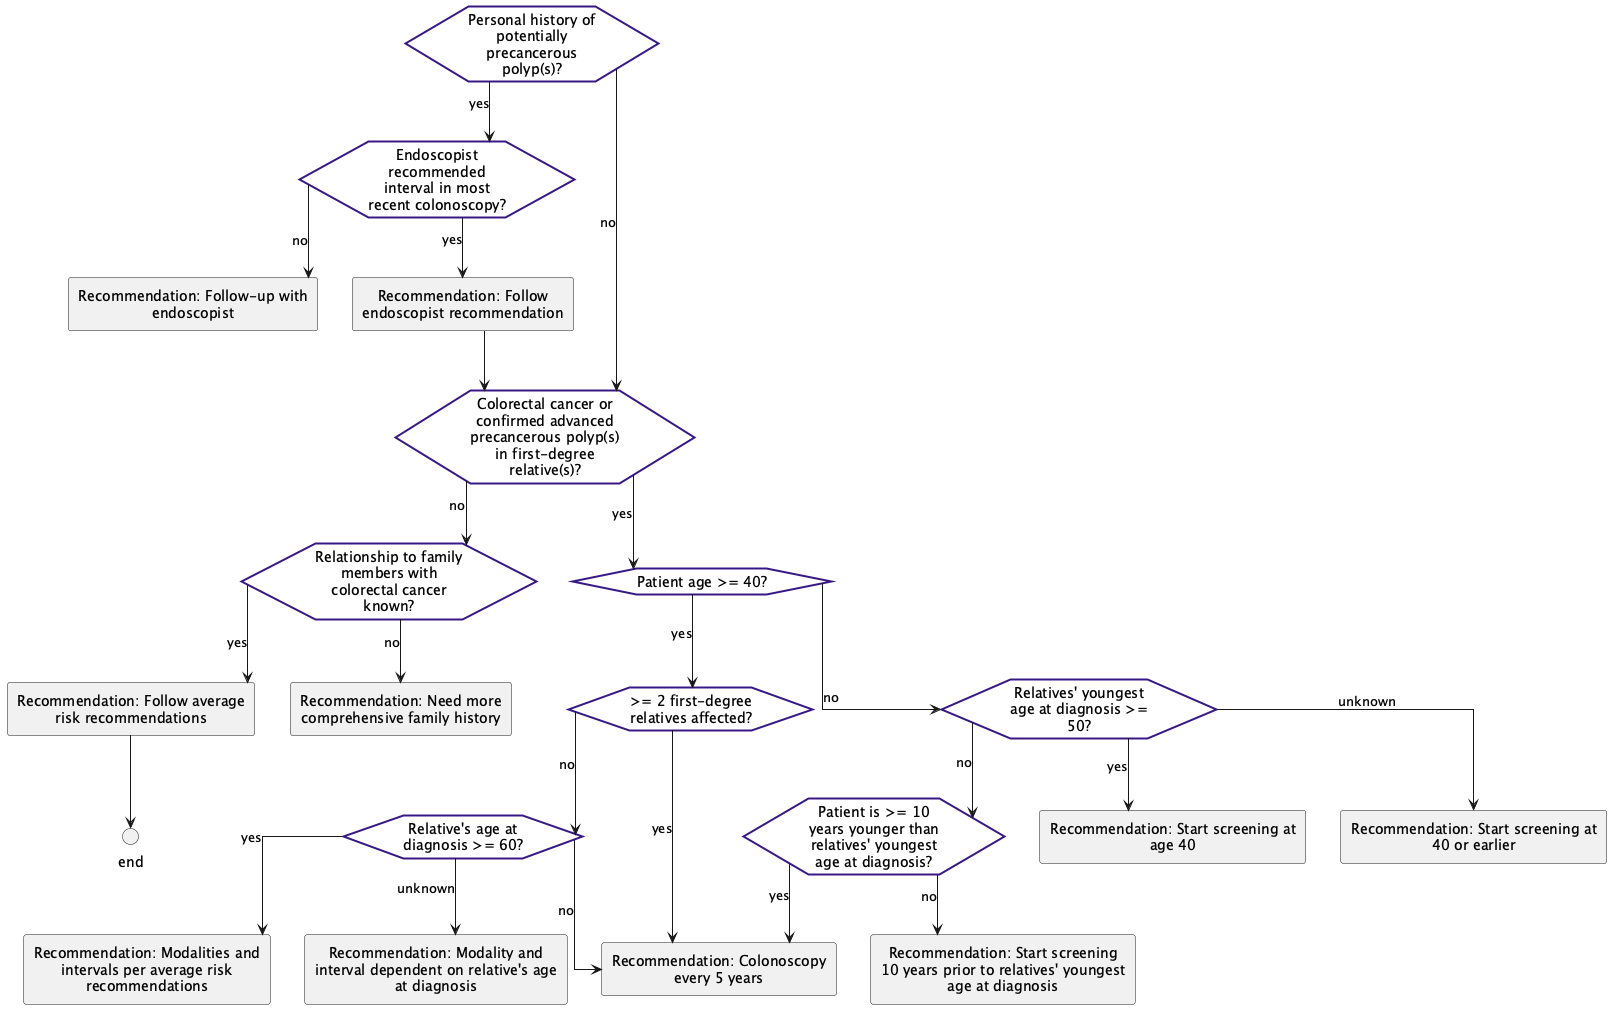 Personal history of
potentially
precancerous
polyp(s)?
yes
no
Endoscopist
recommended
interval in most
recent colonoscopy?
no
yes
Recommendation: Follow-up with
endoscopist
Recommendation: Follow
endoscopist recommendation
Colorectal cancer or
confirmed advanced
precancerous polyp(s)
in first-degree
relative(s)?
no
yes
Relationship to family
members with
colorectal cancer
known?
Patient age >= 40?
yes
no
yes
no
Recommendation: Follow average
risk recommendations
Recommendation: Need more
comprehensive family history
>= 2 first-degree
relatives affected?
Relatives' youngest
age at diagnosis >=
50?
unknown
no
yes
no
yes
end
Relative's age at
diagnosis >= 60?
Patient is >= 10
years younger than
relatives' youngest
age at diagnosis?
Recommendation: Start screening at
age 40
Recommendation: Start screening at
40 or earlier
yes
unknown
no
yes
no
Recommendation: Modalities and
intervals per average risk
recommendations
Recommendation: Modality and
interval dependent on relative's age
at diagnosis
Recommendation: Colonoscopy
every 5 years
Recommendation: Start screening
10 years prior to relatives' youngest
age at diagnosis